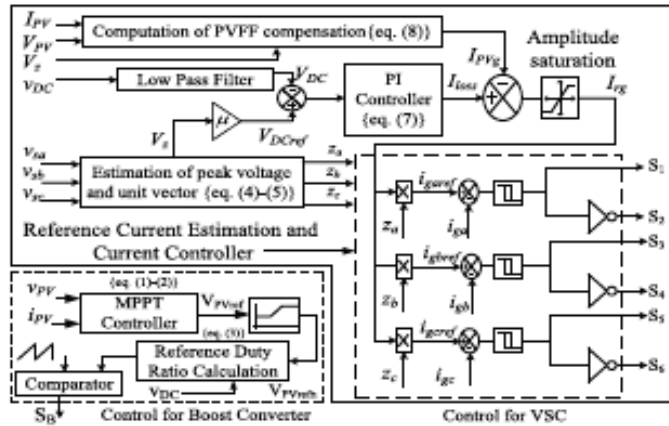 I_PV
V_PV
V_z
Computation of PVFF compensation{eq. (8)}
I_PVg
Amplitude
saturation
v_DC
Low Pass Filter
V_DC
PI
Controller
{eq. (7)}
I_loss
I_rg
μ
V_z
V_DCref
v_sa
v_sb
v_sc
Estimation of peak voltage
and unit vector {eq. (4)-(5)}
z_a
z_b
z_c
Reference Current Estimation and
Current Controller
i_garef
z_a
i_ga
S_1
S_2
i_gbref
z_b
i_gb
S_3
S_4
i_gcref
z_c
i_gc
S_5
S_6
{eq. (1)-(2)}
v_PV
i_PV
MPPT
Controller
V_PVref
{eq. (3)}
Reference Duty
Ratio Calculation
Comparator
v_DC
V_PVrefn
S_B
Control for Boost Converter
Control for VSC